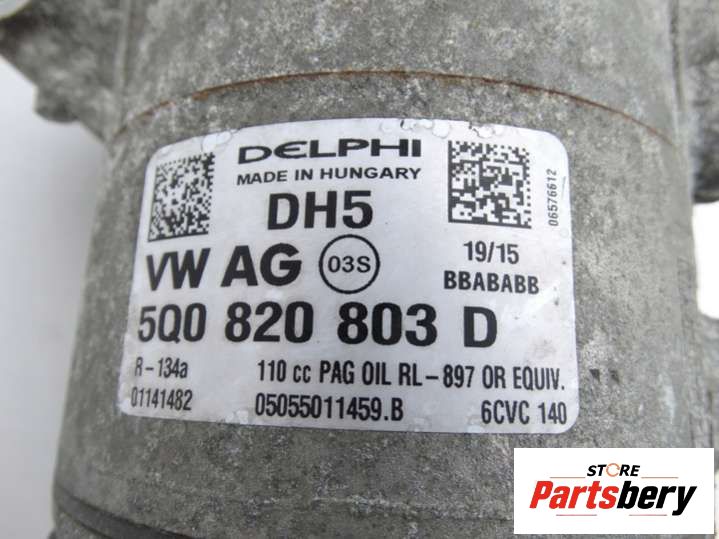 DELPHI
MADE IN HUNGARY
DH5
06576612
VW AG 03S
19/15
BBABABB
5Q0 820 803 D
R-134a 110 cc PAG OIL RL-897 OR EQUIV.
01141482 05055011459.B 6CVC 140
STORE
Partsbery